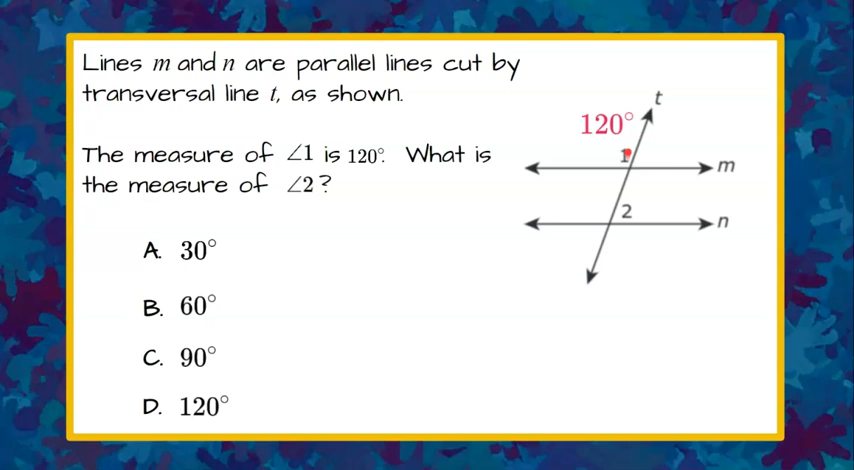 Lines m and n are parallel lines cut by
transversal line t, as shown.
The measure of ∠1 is 120°. What is
the measure of ∠2?
A. 30°
B. 60°
C. 90°
D. 120°
t
120°
1
m
2
n